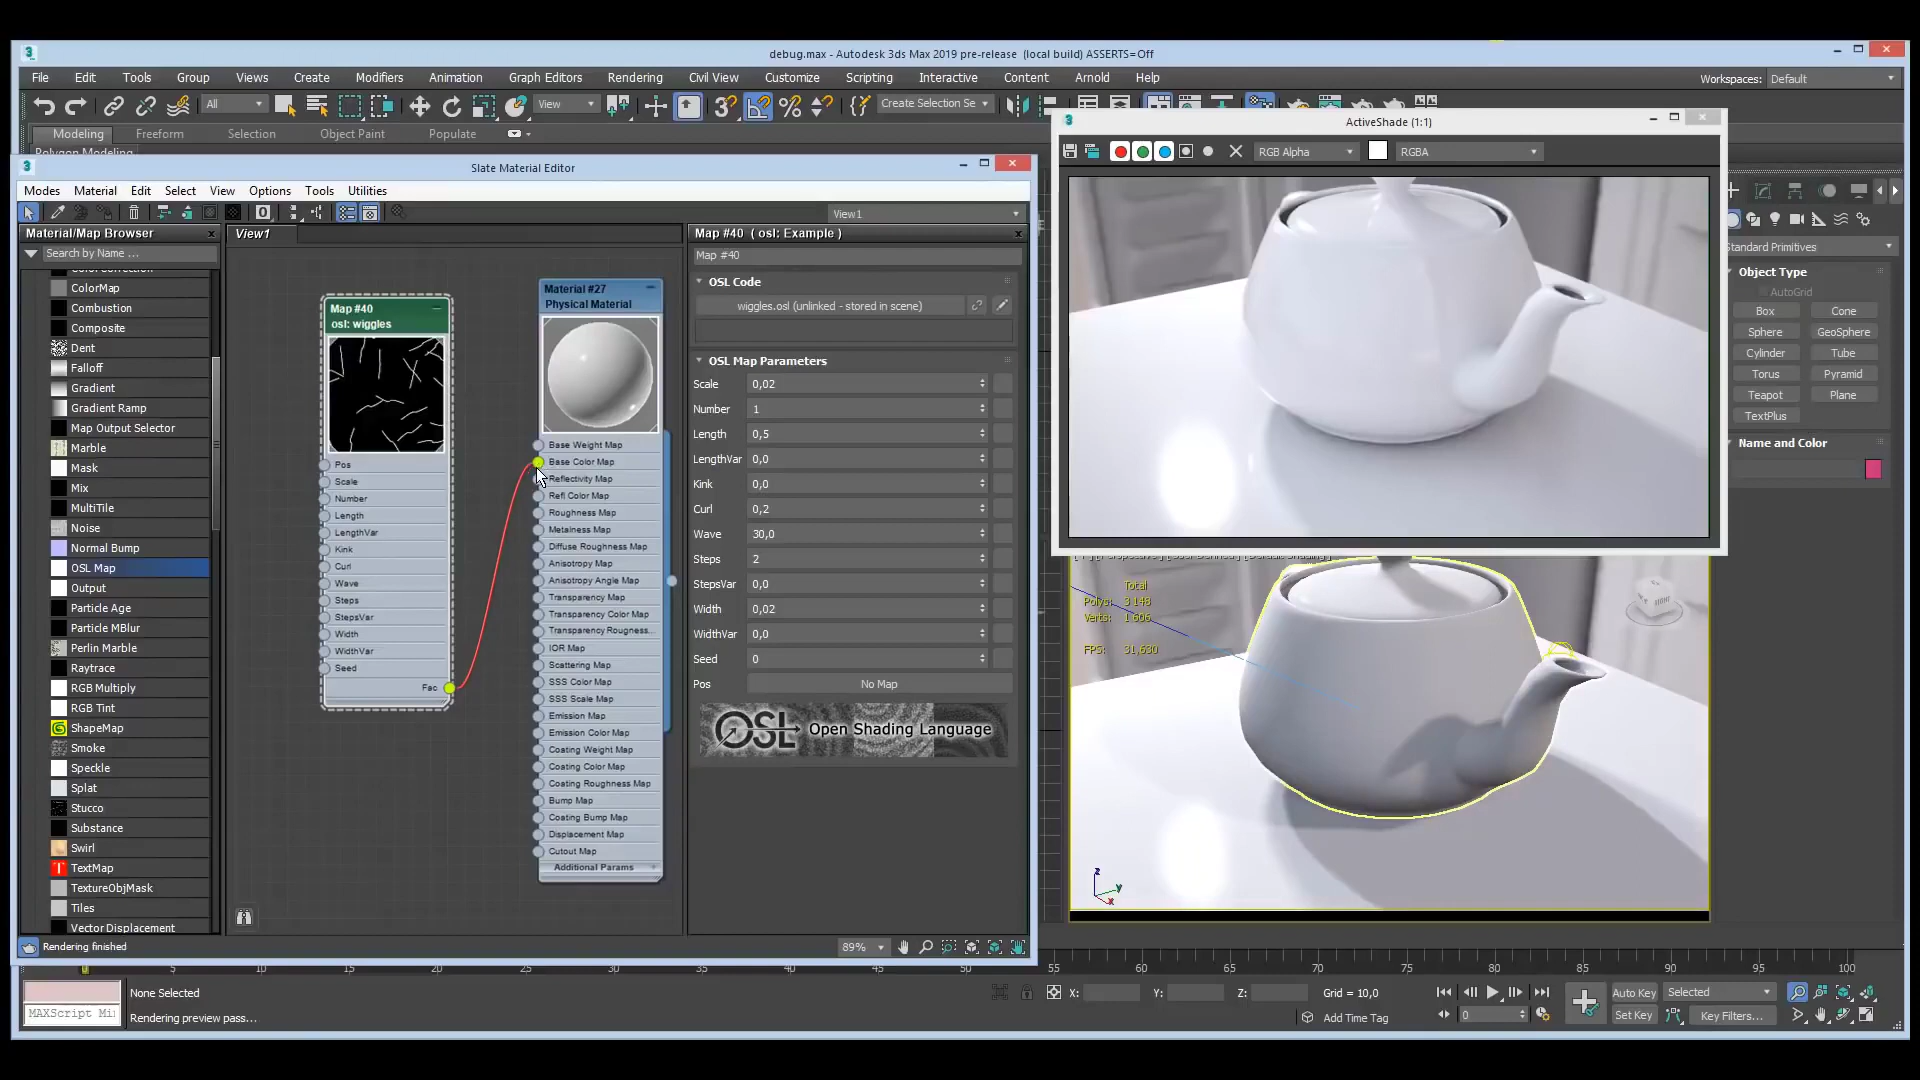 debug.max - Autodesk 3ds Max 2019 pre-release (local build) ASSERTS=Off
File Edit Tools Group Views Create Modifiers Animation Graph Editors Rendering Civil View Customize Scripting Interactive Content Arnold Help
Workspaces: Default
All
View
Create Selection Se
Modeling Freeform Selection Object Paint Populate
Polygon Modeling
Slate Material Editor
Modes Material Edit Select View Options Tools Utilities
View1
Material/Map Browser
Search by Name ...
Color Correction
ColorMap
Combustion
Composite
Dent
Falloff
Gradient
Gradient Ramp
Map Output Selector
Marble
Mask
Mix
MultiTile
Noise
Normal Bump
OSL Map
Output
Particle Age
Particle MBlur
Perlin Marble
Raytrace
RGB Multiply
RGB Tint
ShapeMap
Smoke
Speckle
Splat
Stucco
Substance
Swirl
TextMap
TextureObjMask
Tiles
Vector Displacement
Rendering finished
View1
Map #40
osl: wiggles
Pos
Scale
Number
Length
LengthVar
Kink
Curl
Wave
Steps
StepsVar
Width
WidthVar
Seed
Fac
Material #27
Physical Material
Base Weight Map
Base Color Map
Reflectivity Map
Refl Color Map
Roughness Map
Metalness Map
Diffuse Roughness Map
Anisotropy Map
Anisotropy Angle Map
Transparency Map
Transparency Color Map
Transparency Rougness...
IOR Map
Scattering Map
SSS Color Map
SSS Scale Map
Emission Map
Emission Color Map
Coating Weight Map
Coating Color Map
Coating Roughness Map
Bump Map
Coating Bump Map
Displacement Map
Cutout Map
Additional Params
89%
Map #40 ( osl: Example )
Map #40
OSL Code
wiggles.osl (unlinked - stored in scene)
OSL Map Parameters
Scale 0,02
Number 1
Length 0,5
LengthVar 0,0
Kink 0,0
Curl 0,2
Wave 30,0
Steps 2
StepsVar 0,0
Width 0,02
WidthVar 0,0
Seed 0
Pos No Map
OSL Open Shading Language
ActiveShade (1:1)
RGB Alpha
RGBA
Total
Polys: 3 148
Verts: 1 606
FPS: 31,630
z
y
x
Standard Primitives
Object Type
AutoGrid
Box Cone
Sphere GeoSphere
Cylinder Tube
Torus Pyramid
Teapot Plane
TextPlus
Name and Color
0 5 10 15 20 25 30 35 40 45 50 55 60 65 70 75 80 85 90 95 100
MAXScript Mi
None Selected
Rendering preview pass...
X: Y: Z: Grid = 10,0
Add Time Tag
0
Auto Key Selected
Set Key Key Filters...